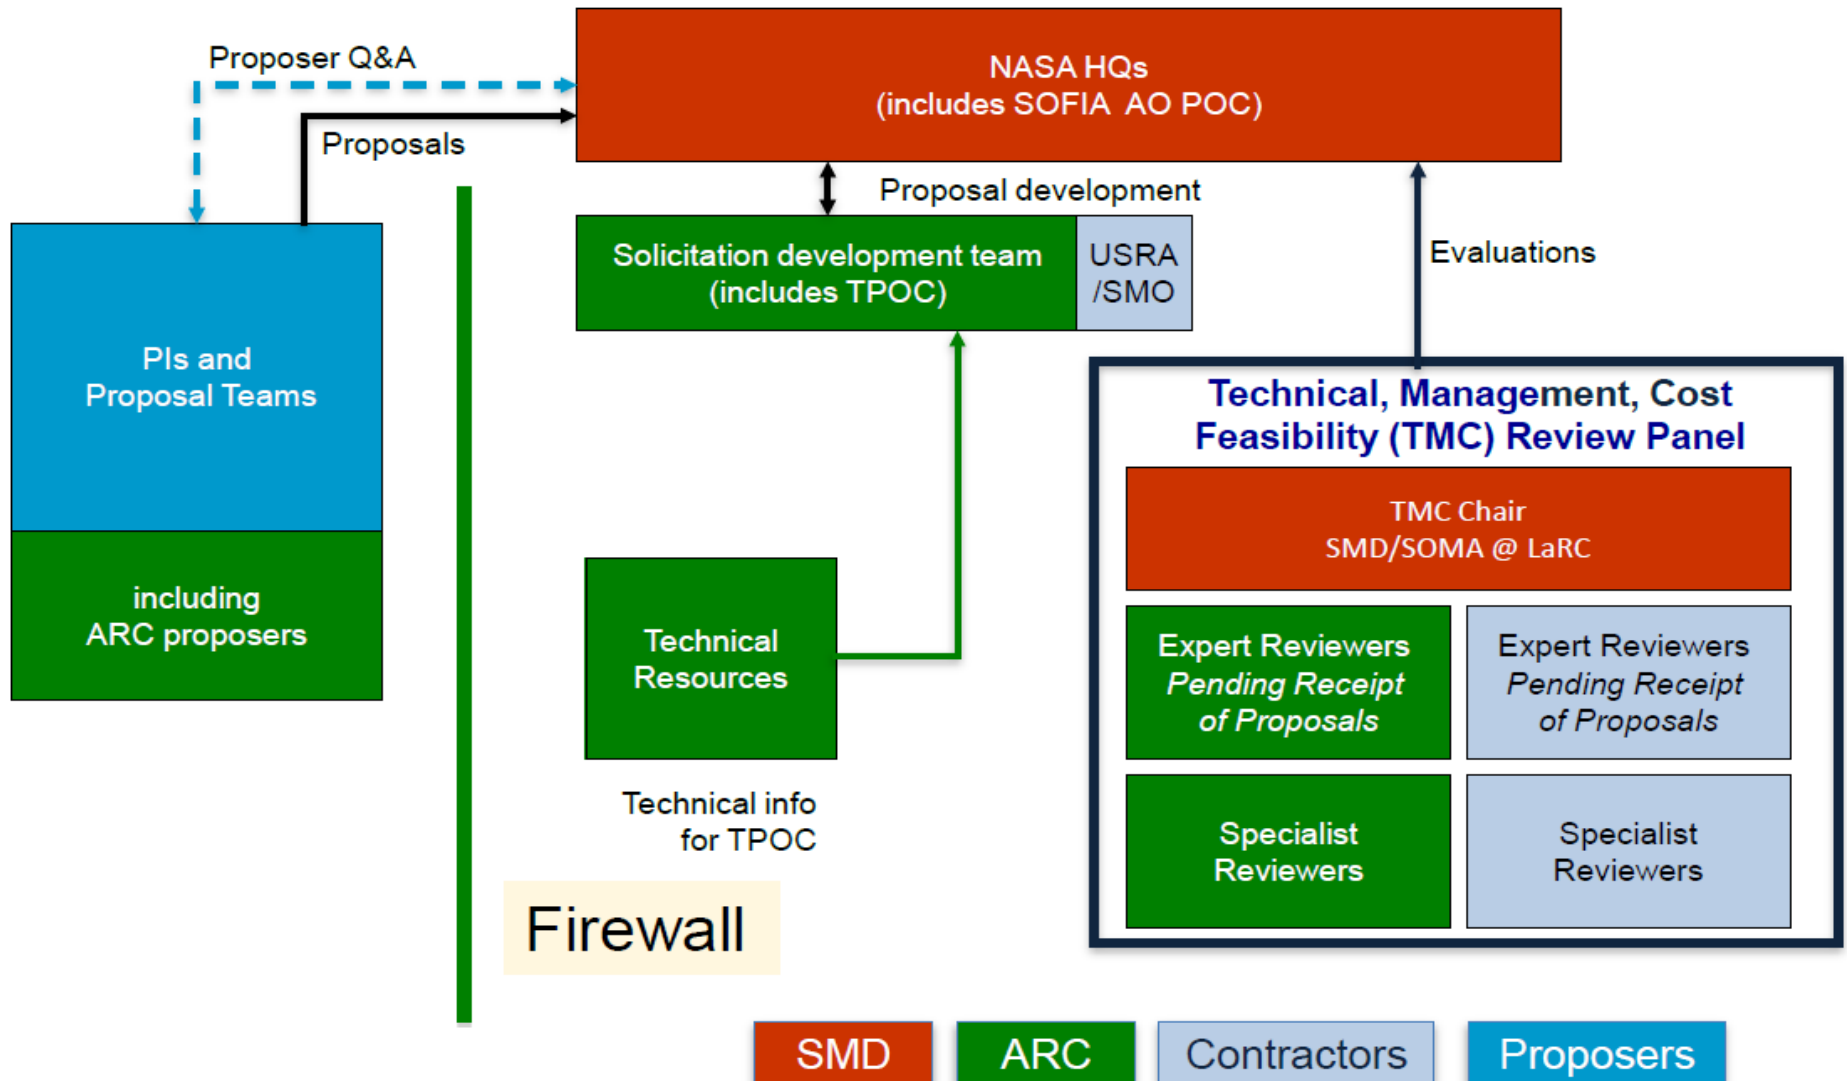 Proposer Q&A
NASA HQs
(includes SOFIA  AO POC)
Proposals
Proposal development
Solicitation development team
(includes TPOC)
USRA
/SMO
Evaluations
PIs and
Proposal Teams
including
ARC proposers
Technical
Resources
Technical info
for TPOC
Firewall
Technical, Management, Cost
Feasibility (TMC) Review Panel
TMC Chair
SMD/SOMA @ LaRC
Expert Reviewers
Pending Receipt
of Proposals
Expert Reviewers
Pending Receipt
of Proposals
Specialist
Reviewers
Specialist
Reviewers
SMD
ARC
Contractors
Proposers